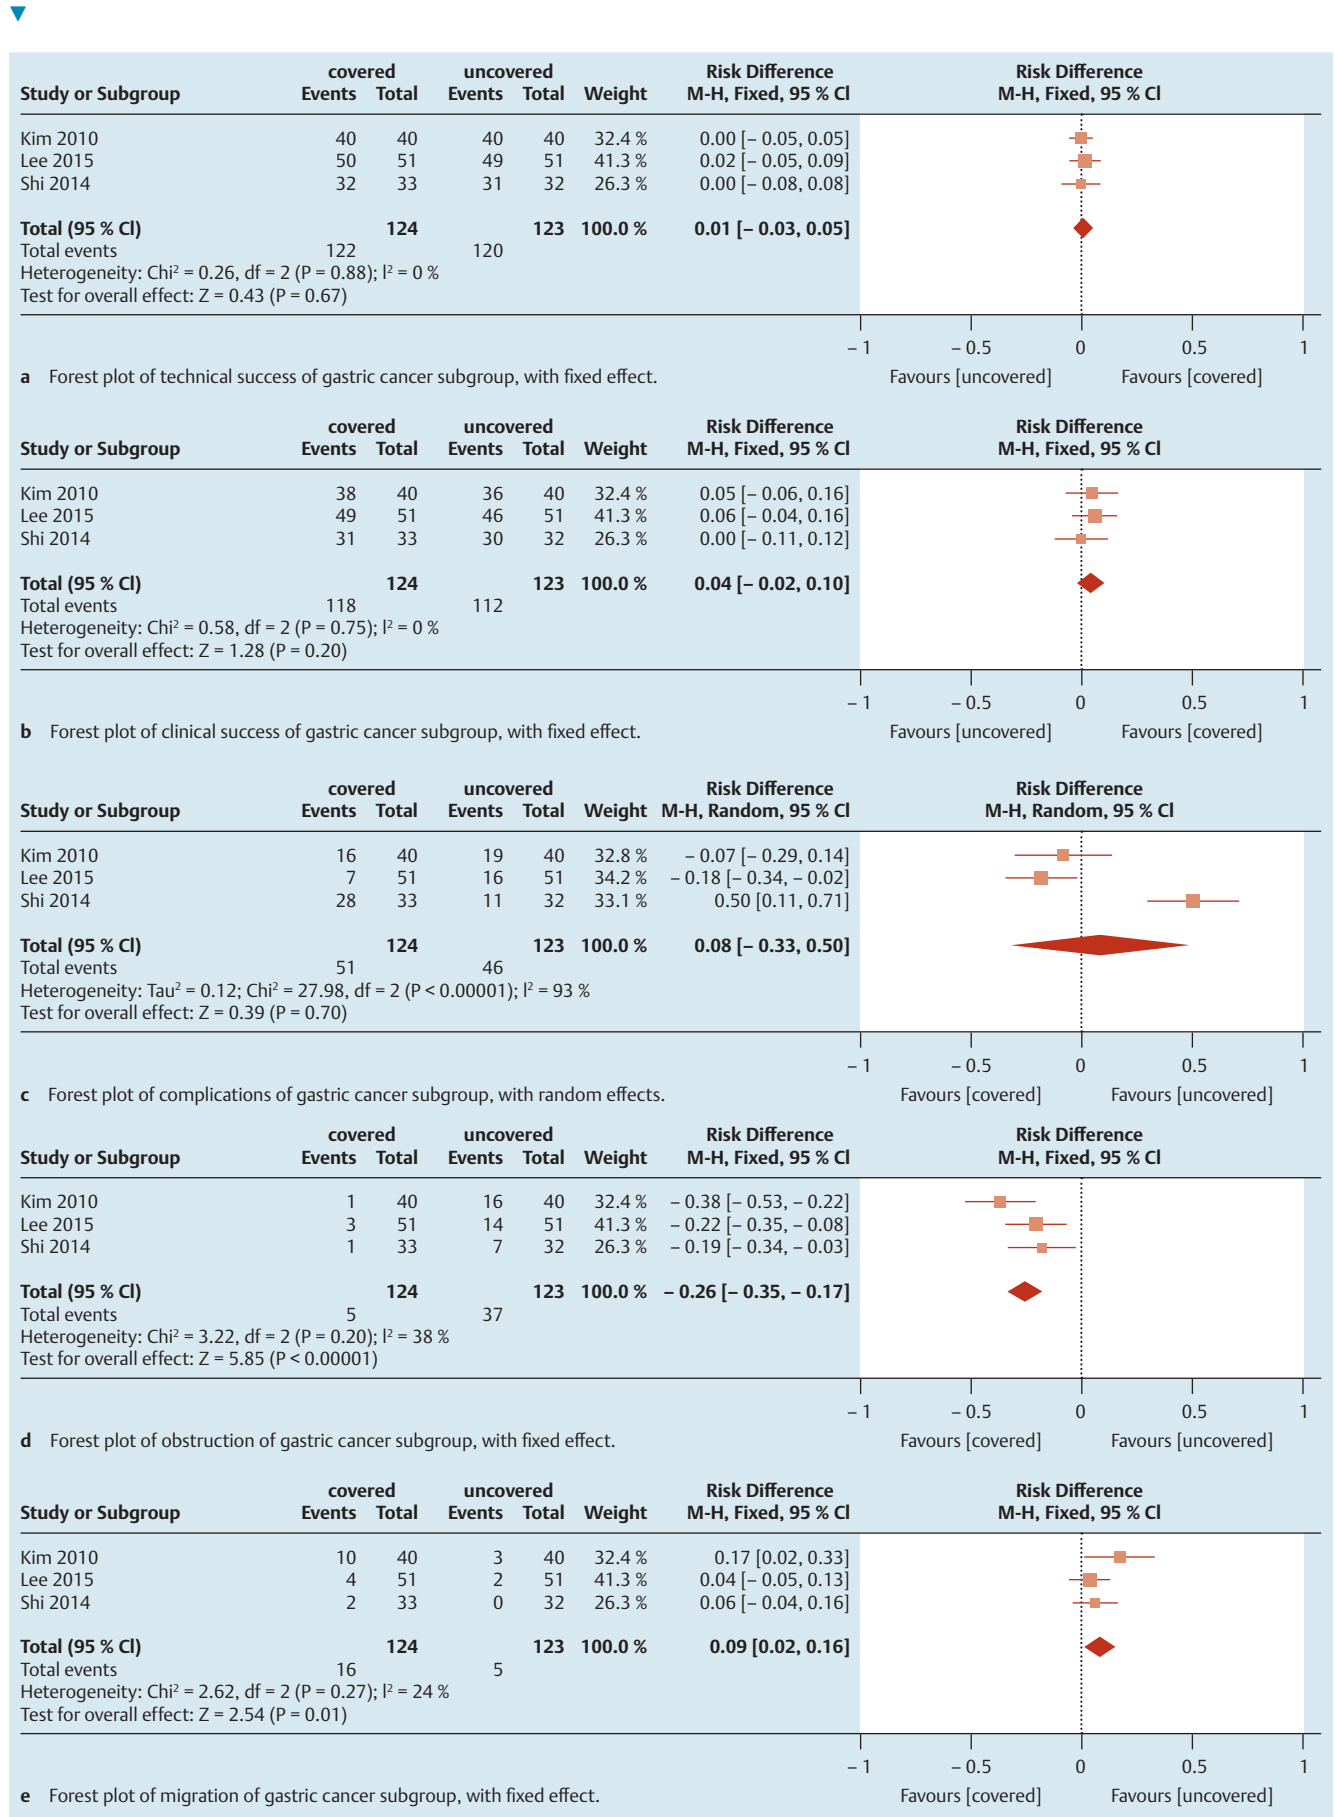 covered uncovered Risk Difference Risk Difference
Study or Subgroup Events Total Events Total Weight M-H, Fixed, 95 % CI M-H, Fixed, 95 % CI
Kim 2010 40 40 40 40 32.4 % 0.00 [– 0.05, 0.05]
Lee 2015 50 51 49 51 41.3 % 0.02 [– 0.05, 0.09]
Shi 2014 32 33 31 32 26.3 % 0.00 [– 0.08, 0.08]
Total (95 % CI) 124 123 100.0 % 0.01 [– 0.03, 0.05]
Total events 122 120
Heterogeneity: Chi² = 0.26, df = 2 (P = 0.88); I² = 0 %
Test for overall effect: Z = 0.43 (P = 0.67)
– 1 – 0.5 0 0.5 1
a Forest plot of technical success of gastric cancer subgroup, with fixed effect. Favours [uncovered] Favours [covered]
covered uncovered Risk Difference Risk Difference
Study or Subgroup Events Total Events Total Weight M-H, Fixed, 95 % CI M-H, Fixed, 95 % CI
Kim 2010 38 40 36 40 32.4 % 0.05 [– 0.06, 0.16]
Lee 2015 49 51 46 51 41.3 % 0.06 [– 0.04, 0.16]
Shi 2014 31 33 30 32 26.3 % 0.00 [– 0.11, 0.12]
Total (95 % CI) 124 123 100.0 % 0.04 [– 0.02, 0.10]
Total events 118 112
Heterogeneity: Chi² = 0.58, df = 2 (P = 0.75); I² = 0 %
Test for overall effect: Z = 1.28 (P = 0.20)
– 1 – 0.5 0 0.5 1
b Forest plot of clinical success of gastric cancer subgroup, with fixed effect. Favours [uncovered] Favours [covered]
covered uncovered Risk Difference Risk Difference
Study or Subgroup Events Total Events Total Weight M-H, Random, 95 % CI M-H, Random, 95 % CI
Kim 2010 16 40 19 40 32.8 % – 0.07 [– 0.29, 0.14]
Lee 2015 7 51 16 51 34.2 % – 0.18 [– 0.34, – 0.02]
Shi 2014 28 33 11 32 33.1 % 0.50 [0.11, 0.71]
Total (95 % CI) 124 123 100.0 % 0.08 [– 0.33, 0.50]
Total events 51 46
Heterogeneity: Tau² = 0.12; Chi² = 27.98, df = 2 (P < 0.00001); I² = 93 %
Test for overall effect: Z = 0.39 (P = 0.70)
– 1 – 0.5 0 0.5 1
c Forest plot of complications of gastric cancer subgroup, with random effects. Favours [covered] Favours [uncovered]
covered uncovered Risk Difference Risk Difference
Study or Subgroup Events Total Events Total Weight M-H, Fixed, 95 % CI M-H, Fixed, 95 % CI
Kim 2010 1 40 16 40 32.4 % – 0.38 [– 0.53, – 0.22]
Lee 2015 3 51 14 51 41.3 % – 0.22 [– 0.35, – 0.08]
Shi 2014 1 33 7 32 26.3 % – 0.19 [– 0.34, – 0.03]
Total (95 % CI) 124 123 100.0 % – 0.26 [– 0.35, – 0.17]
Total events 5 37
Heterogeneity: Chi² = 3.22, df = 2 (P = 0.20); I² = 38 %
Test for overall effect: Z = 5.85 (P < 0.00001)
– 1 – 0.5 0 0.5 1
d Forest plot of obstruction of gastric cancer subgroup, with fixed effect. Favours [covered] Favours [uncovered]
covered uncovered Risk Difference Risk Difference
Study or Subgroup Events Total Events Total Weight M-H, Fixed, 95 % CI M-H, Fixed, 95 % CI
Kim 2010 10 40 3 40 32.4 % 0.17 [0.02, 0.33]
Lee 2015 4 51 2 51 41.3 % 0.04 [– 0.05, 0.13]
Shi 2014 2 33 0 32 26.3 % 0.06 [– 0.04, 0.16]
Total (95 % CI) 124 123 100.0 % 0.09 [0.02, 0.16]
Total events 16 5
Heterogeneity: Chi² = 2.62, df = 2 (P = 0.27); I² = 24 %
Test for overall effect: Z = 2.54 (P = 0.01)
– 1 – 0.5 0 0.5 1
e Forest plot of migration of gastric cancer subgroup, with fixed effect. Favours [covered] Favours [uncovered]